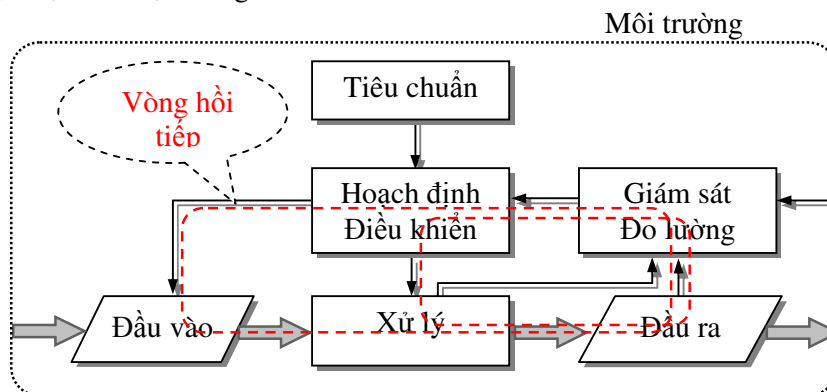 Môi trường
Tiêu chuẩn
Vòng hồi
tiếp
Hoạch định
Điều khiển
Giám sát
Đo lường
Đầu vào
Xử lý
Đầu ra